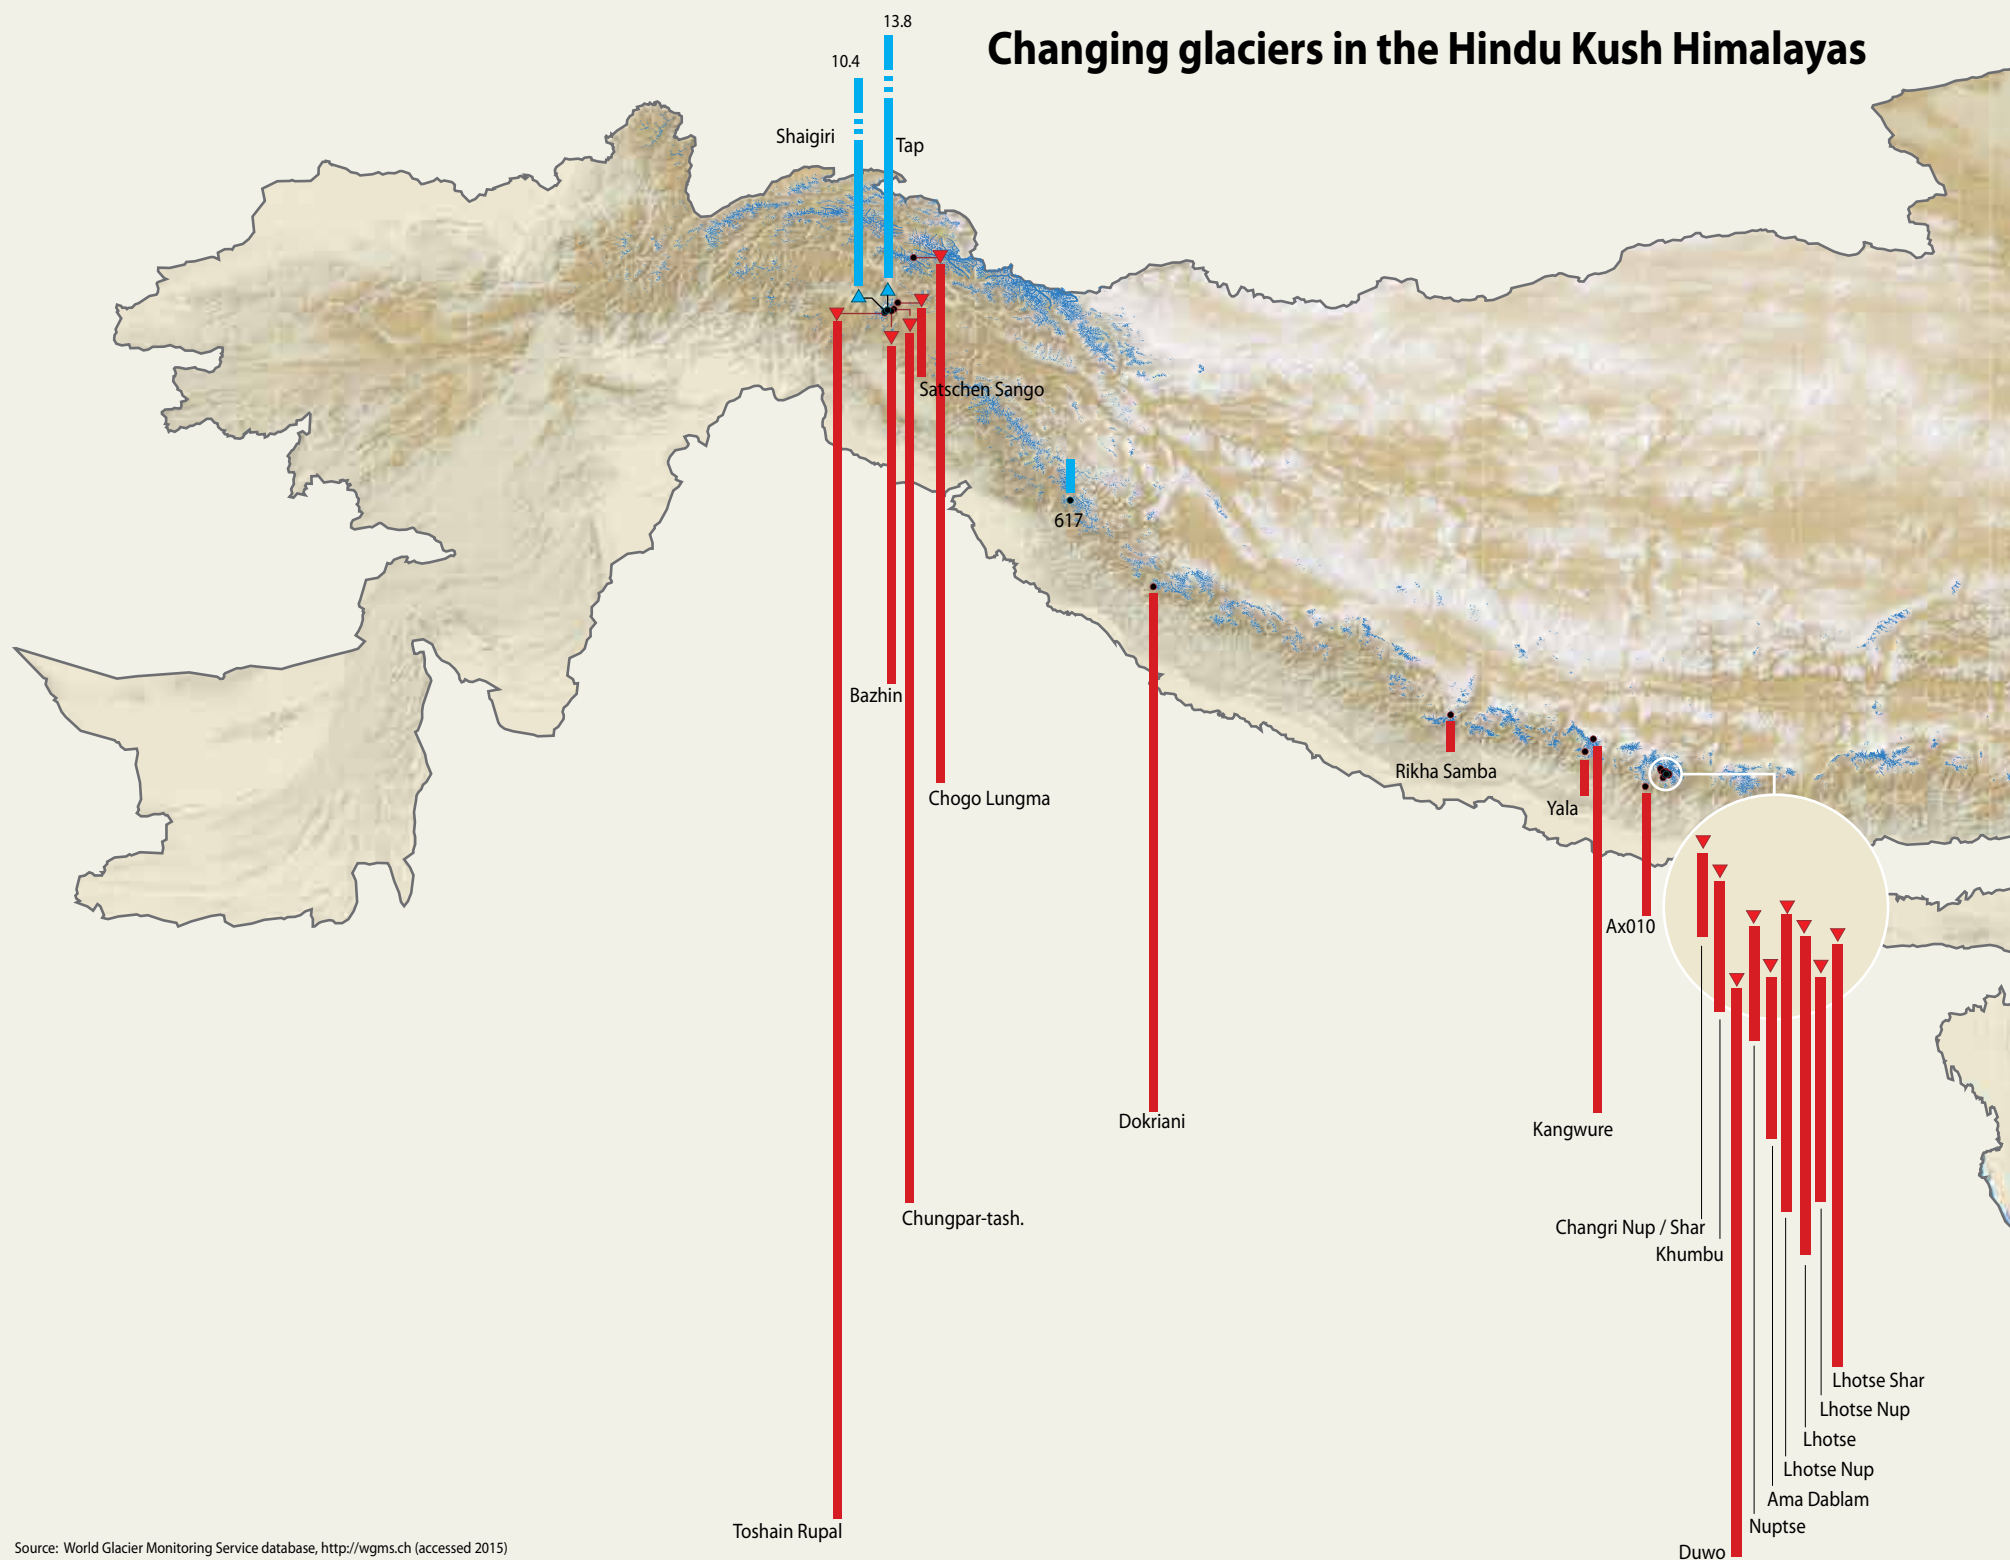 13.8
Changing glaciers in the Hindu Kush Himalayas
10.4
Shaigiri
Tap
Satschen Sango
617
Bazhin
Rikha Samba
Chogo Lungma
Yala
Ax010
Dokriani
Kangwure
Chungpar-tash.
Changri Nup / Shar
Khumbu
Lhotse Shar
Lhotse Nup
Lhotse
Lhotse Nup
Ama Dablam
Nuptse
Toshain Rupal
Duwo
Source: World Glacier Monitoring Service database, http://wgms.ch (accessed 2015)